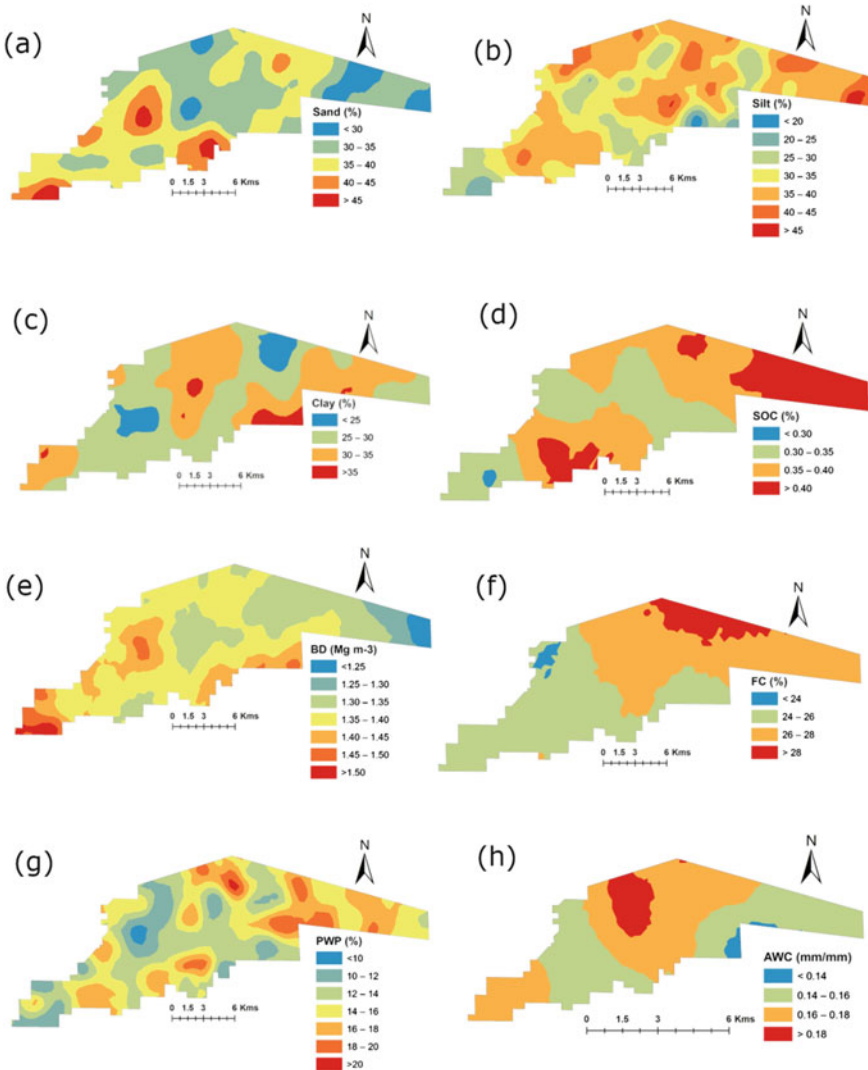 (a)
N
Sand (%)
< 30
30 – 35
35 – 40
40 – 45
> 45
0 1.5 3 6 Kms
(b)
N
Silt (%)
< 20
20 – 25
25 – 30
30 – 35
35 – 40
40 – 45
> 45
0 1.5 3 6 Kms
(c)
N
Clay (%)
< 25
25 – 30
30 – 35
>35
0 1.5 3 6 Kms
(d)
N
SOC (%)
< 0.30
0.30 – 0.35
0.35 – 0.40
> 0.40
0 1.5 3 6 Kms
(e)
N
BD (Mg m-3)
<1.25
1.25 – 1.30
1.30 – 1.35
1.35 – 1.40
1.40 – 1.45
1.45 – 1.50
>1.50
0 1.5 3 6 Kms
(f)
N
FC (%)
< 24
24 – 26
26 – 28
> 28
0 1.5 3 6 Kms
(g)
N
PWP (%)
<10
10 – 12
12 – 14
14 – 16
16 – 18
18 – 20
>20
0 1.5 3 6 Kms
(h)
N
AWC (mm/mm)
< 0.14
0.14 – 0.16
0.16 – 0.18
> 0.18
0 1.5 3 6 Kms